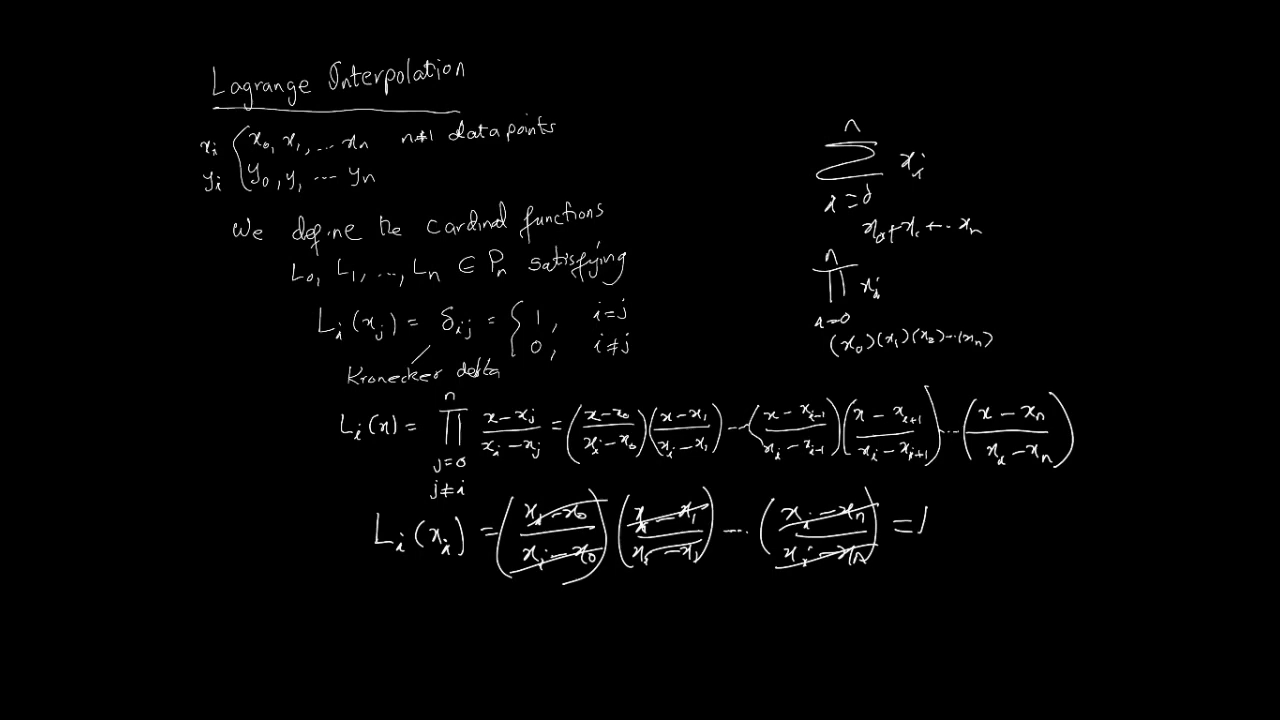 Lagrange Interpolation
xᵢ { x₀, x₁, ... xₙ n+1 data points
yᵢ { y₀, y₁ ... yₙ
We define the cardinal functions
L₀, L₁, ..., Lₙ ∈ Pₙ satisfying
Lᵢ(xⱼ) = δᵢⱼ = { 1, i=j
0, i≠j
Kronecker delta
Lᵢ(x) = ∏ⁿ_{j=0, j≠i} (x-xⱼ)/(xᵢ-xⱼ) = ((x-x₀)/(xᵢ-x₀)) ((x-x₁)/(xᵢ-x₁)) ... ((x-xᵢ₋₁)/(xᵢ-xᵢ₋₁)) ((x-xᵢ₊₁)/(xᵢ-xᵢ₊₁)) ... ((x-xₙ)/(xᵢ-xₙ))
Lᵢ(xᵢ) = ((xᵢ-x₀)/(xᵢ-x₀)) ((xᵢ-x₁)/(xᵢ-x₁)) ... ((xᵢ-xₙ)/(xᵢ-xₙ)) = 1
∑ⁿ_{i=0} xᵢ
x₀+x₁+...xₙ
∏ⁿ_{i=0} xᵢ
(x₀)(x₁)(x₂)...(xₙ)